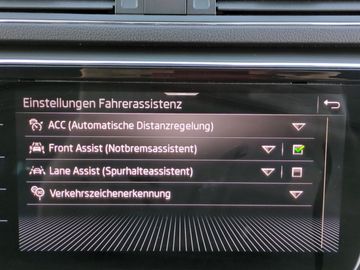 Einstellungen Fahrerassistenz
ACC (Automatische Distanzregelung)
Front Assist (Notbremsassistent)
Lane Assist (Spurhalteassistent)
Verkehrszeichenerkennung